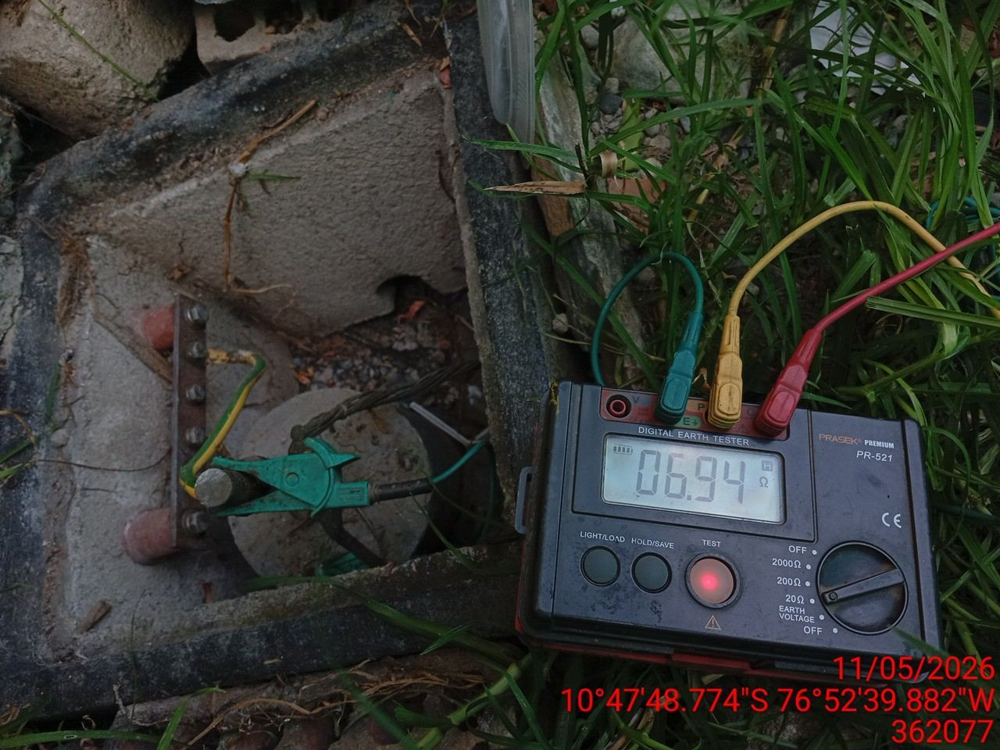 V
P
E
DIGITAL EARTH TESTER
PRASEK® PREMIUM
PR-521
06.94
H
Ω
CE
LIGHT/LOAD HOLD/SAVE TEST
OFF
2000Ω
200Ω
20Ω
EARTH
VOLTAGE
OFF
11/05/2026
10°47'48.774"S 76°52'39.882"W
362077